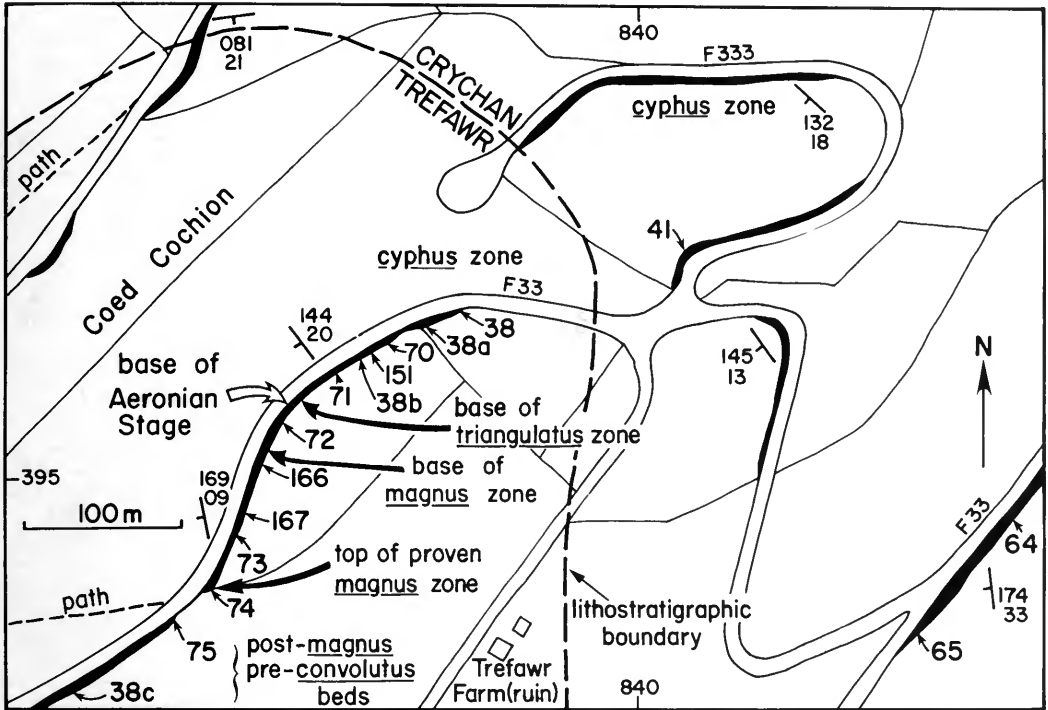 081
21
840
F333
CRYCHAN
TREFAWR
cyphus zone
132
18
path
Coed Cochion
41
cyphus zone
F33
144
20
38
38a
70
151
38b
71
145
13
N
base of
Aeronian
Stage
base of
triangulatus zone
72
395
base of
magnus zone
166
169
09
100m
167
F33
64
73
top of proven
magnus zone
74
174
33
path
lithostratigraphic
boundary
75
65
post-magnus
pre-convolutus
beds
Trefawr
Farm(ruin)
840
38c